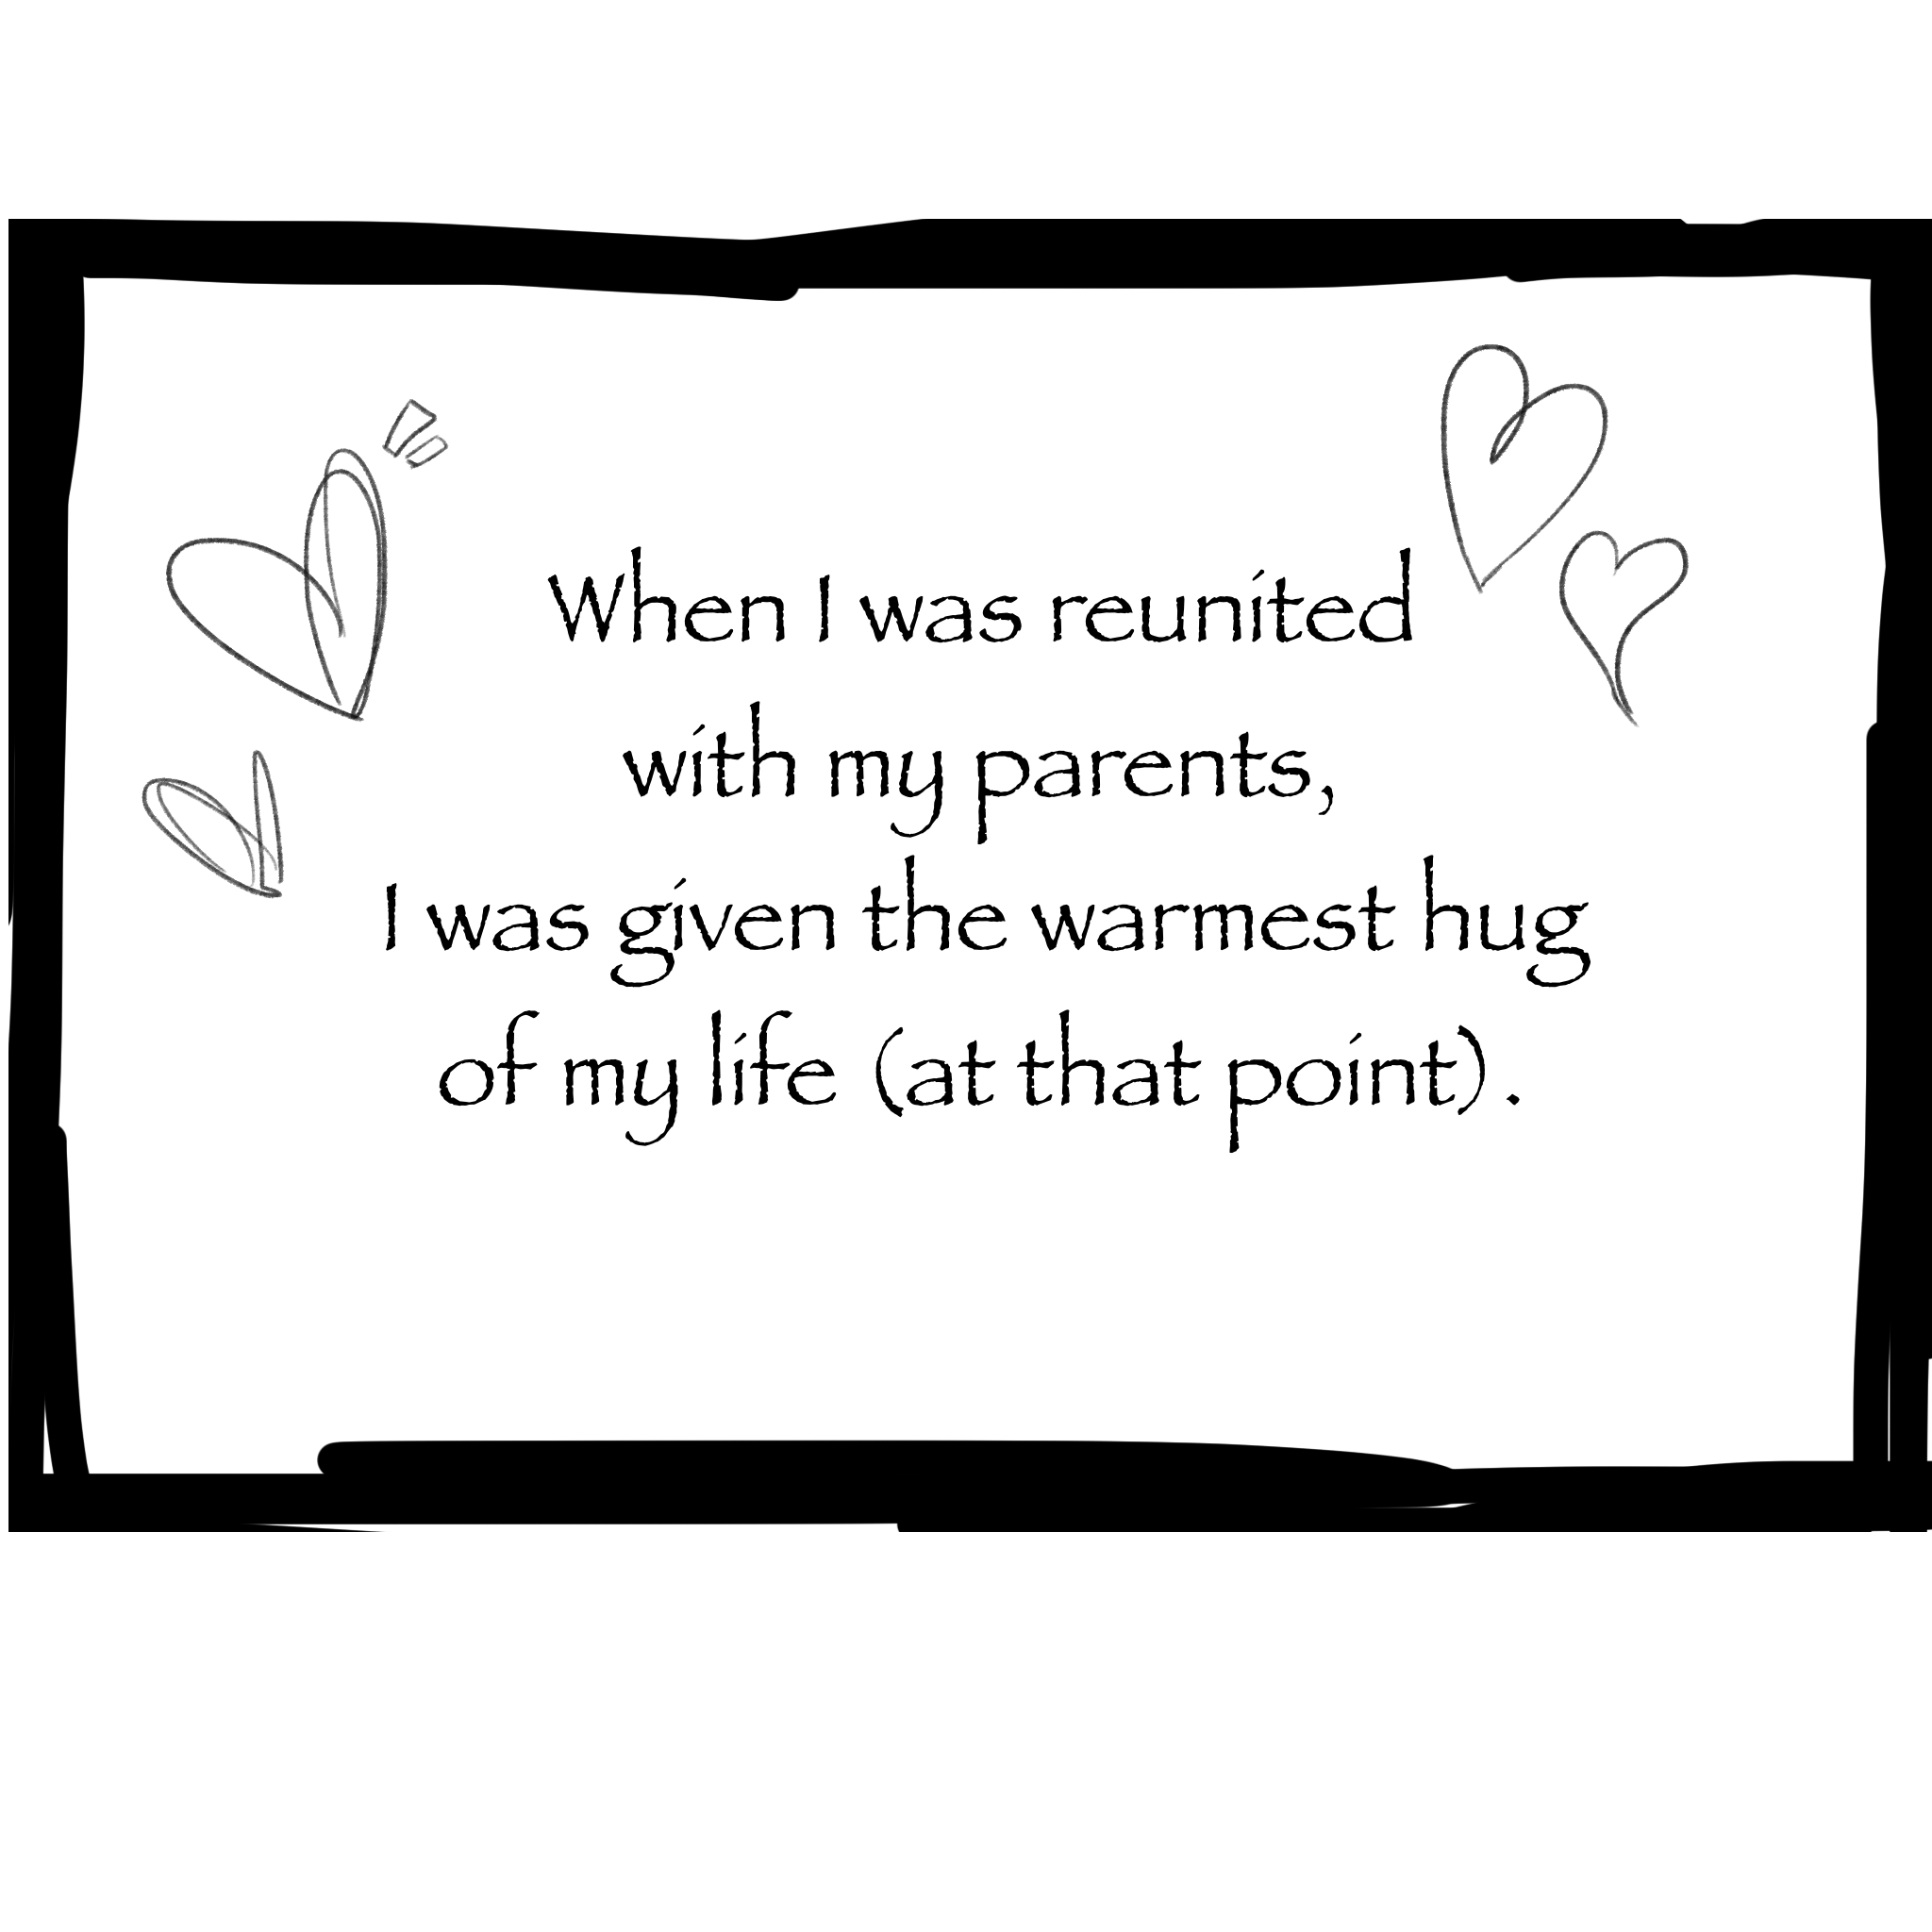 When I was reunited
with my parents,
I was given the warmest hug
of my life (at that point).